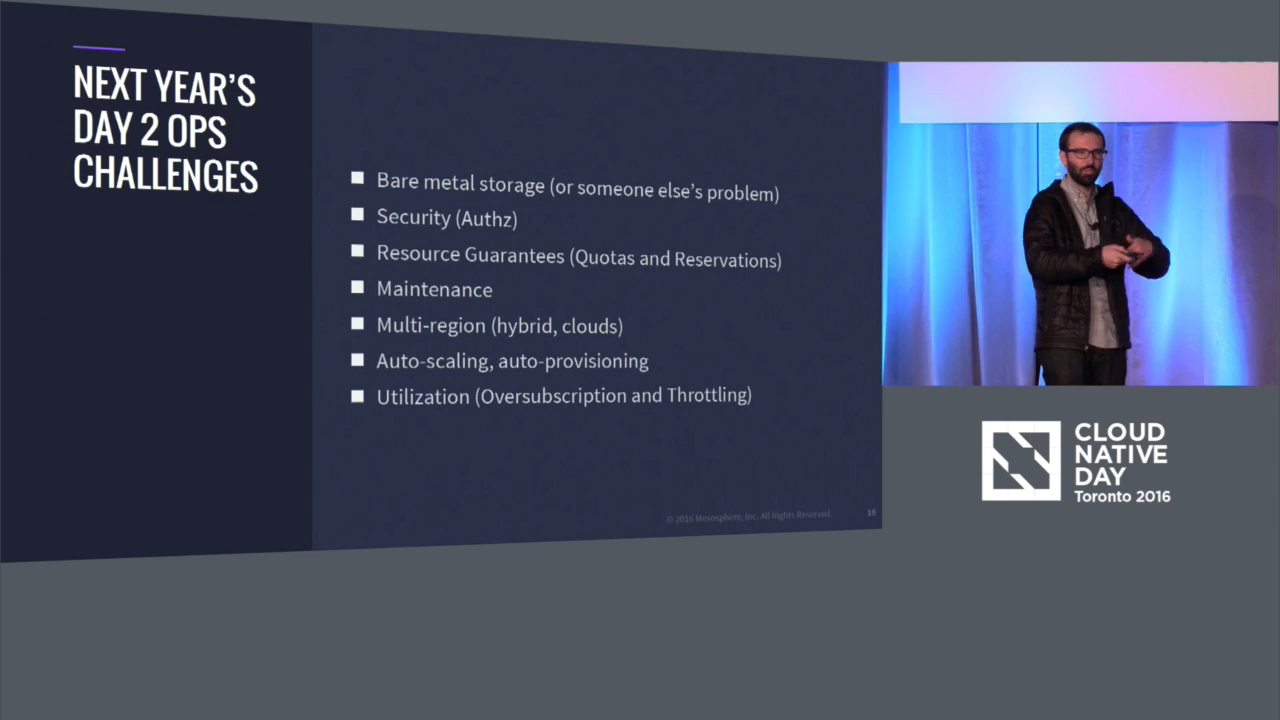 NEXT YEAR'S
DAY 2 OPS
CHALLENGES
Bare metal storage (or someone else's problem)
Security (Authz)
Resource Guarantees (Quotas and Reservations)
Maintenance
Multi-region (hybrid, clouds)
Auto-scaling, auto-provisioning
Utilization (Oversubscription and Throttling)
© 2016 Mesosphere, Inc. All Rights Reserved.
16
CLOUD
NATIVE
DAY
Toronto 2016